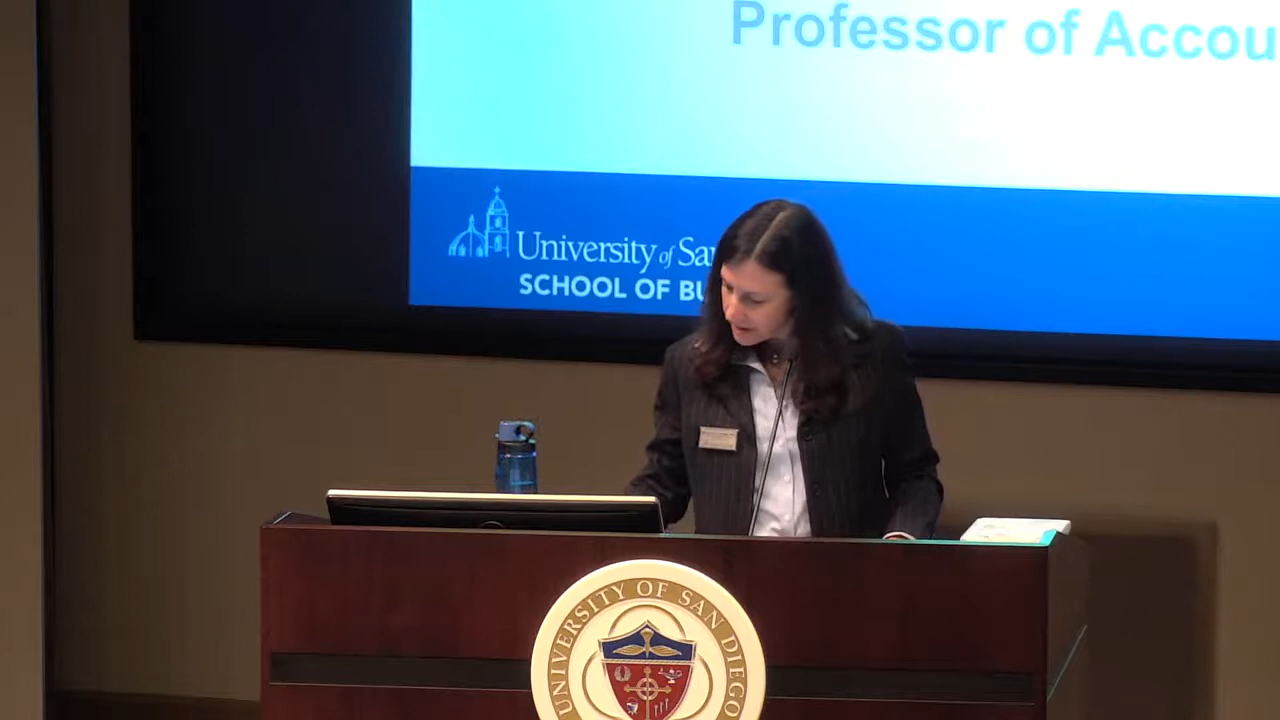 Professor of Accou
University of Sa
SCHOOL OF BU
UNIVERSITY OF SAN DIEGO